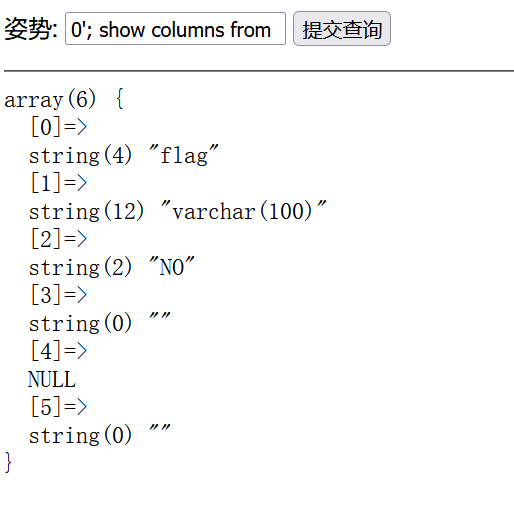 姿势: 0'; show columns from 提交查询
array(6) {
  [0]=>
  string(4) "flag"
  [1]=>
  string(12) "varchar(100)"
  [2]=>
  string(2) "NO"
  [3]=>
  string(0) ""
  [4]=>
  NULL
  [5]=>
  string(0) ""
}